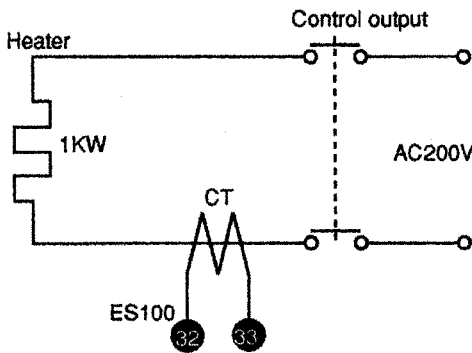 Control output
Heater
1KW
AC200V
CT
ES100
32 33